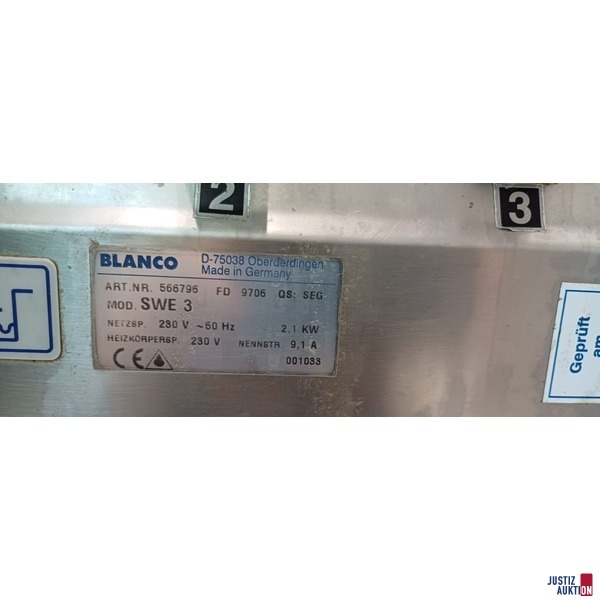 2
3
BLANCO D-75038 Oberderdingen
Made in Germany
ART.NR. 566796 FD 9706 QS: SEG
MOD. SWE 3
NETZSP. 230 V ~50 Hz 2,1 KW
HEIZKÖRPERSP. 230 V NENNSTR. 9,1 A
CE 001033
Geprüft
am
JUSTIZ
AUKTION